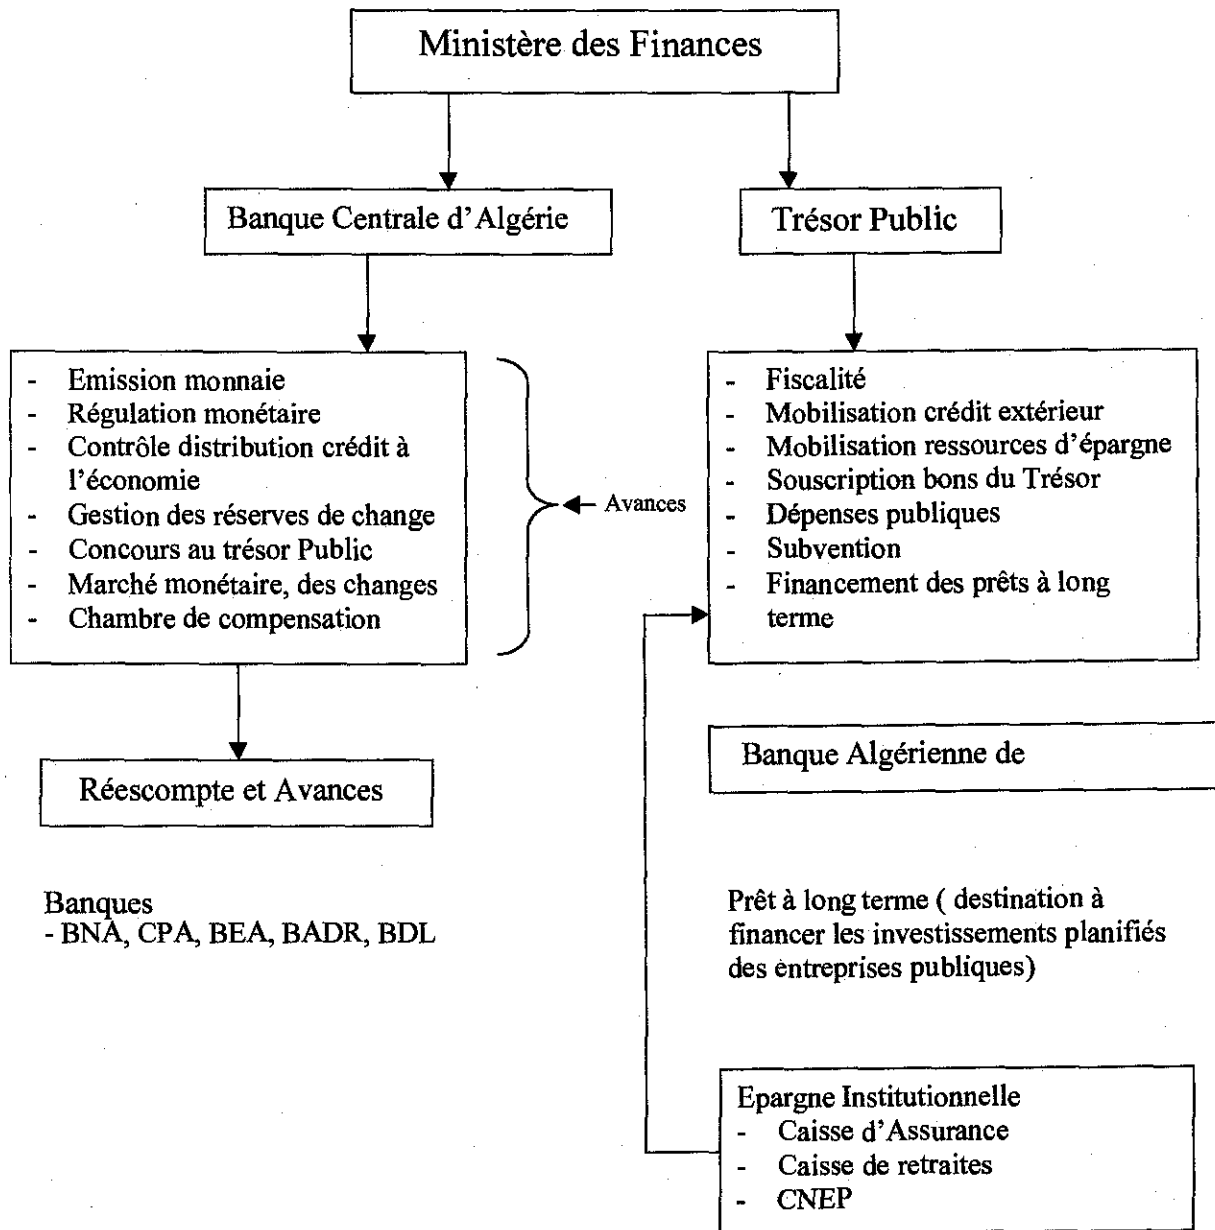 Ministère des Finances
Banque Centrale d'Algérie
Trésor Public
- Emission monnaie
- Régulation monétaire
- Contrôle distribution crédit à
l'économie
- Gestion des réserves de change
- Concours au trésor Public
- Marché monétaire, des changes
- Chambre de compensation
Avances
- Fiscalité
- Mobilisation crédit extérieur
- Mobilisation ressources d'épargne
- Souscription bons du Trésor
- Dépenses publiques
- Subvention
- Financement des prêts à long
terme
Réescompte et Avances
Banque Algérienne de
Banques
- BNA, CPA, BEA, BADR, BDL
Prêt à long terme ( destination à
financer les investissements planifiés
des entreprises publiques)
Epargne Institutionnelle
- Caisse d'Assurance
- Caisse de retraites
- CNEP